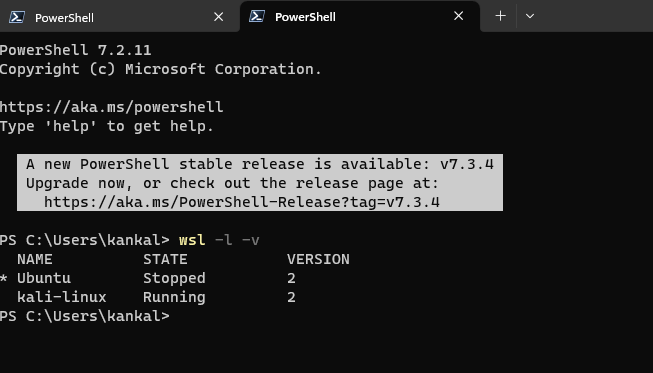 PowerShell
PowerShell
PowerShell 7.2.11
Copyright (c) Microsoft Corporation.
https://aka.ms/powershell
Type 'help' to get help.
A new PowerShell stable release is available: v7.3.4
Upgrade now, or check out the release page at:
https://aka.ms/PowerShell-Release?tag=v7.3.4
PS C:\Users\kankal> wsl -l -v
NAME STATE VERSION
* Ubuntu Stopped 2
kali-linux Running 2
PS C:\Users\kankal>